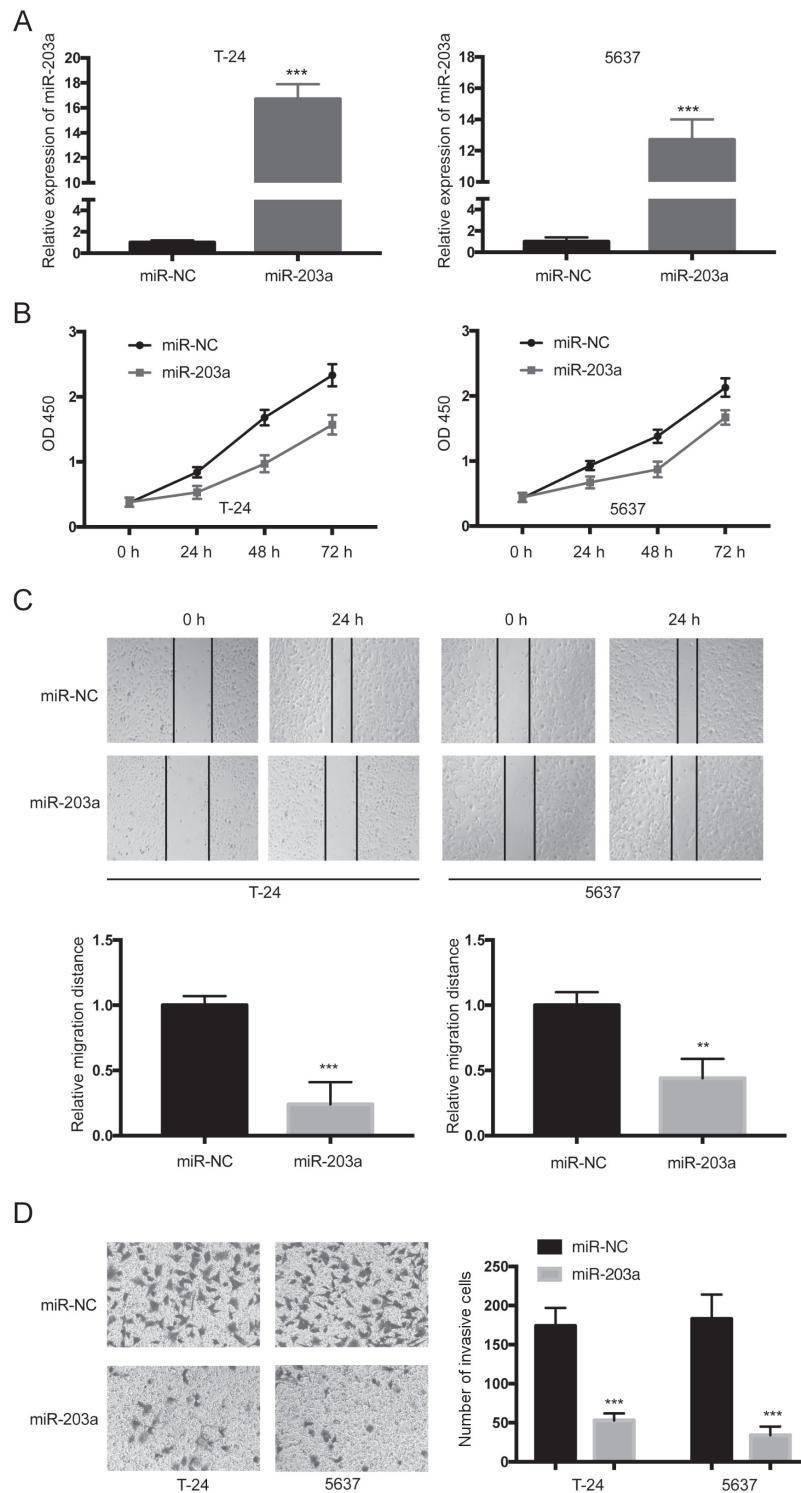 A
T-24
5637
Relative expression of miR-203a
20
18
16
14
12
10
4
2
0
***
miR-NC
miR-203a
Relative expression of miR-203a
18
16
14
12
10
4
2
0
***
miR-NC
miR-203a
B
OD 450
3
2
1
0
miR-NC
miR-203a
T-24
0 h
24 h
48 h
72 h
OD 450
3
2
1
0
miR-NC
miR-203a
5637
0 h
24 h
48 h
72 h
C
0 h
24 h
0 h
24 h
miR-NC
miR-203a
T-24
5637
Relative migration distance
1.5
1.0
0.5
0.0
***
miR-NC
miR-203a
Relative migration distance
1.5
1.0
0.5
0.0
**
miR-NC
miR-203a
D
miR-NC
miR-203a
T-24
5637
miR-NC
miR-203a
Number of invasive cells
250
200
150
100
50
0
***
***
T-24
5637